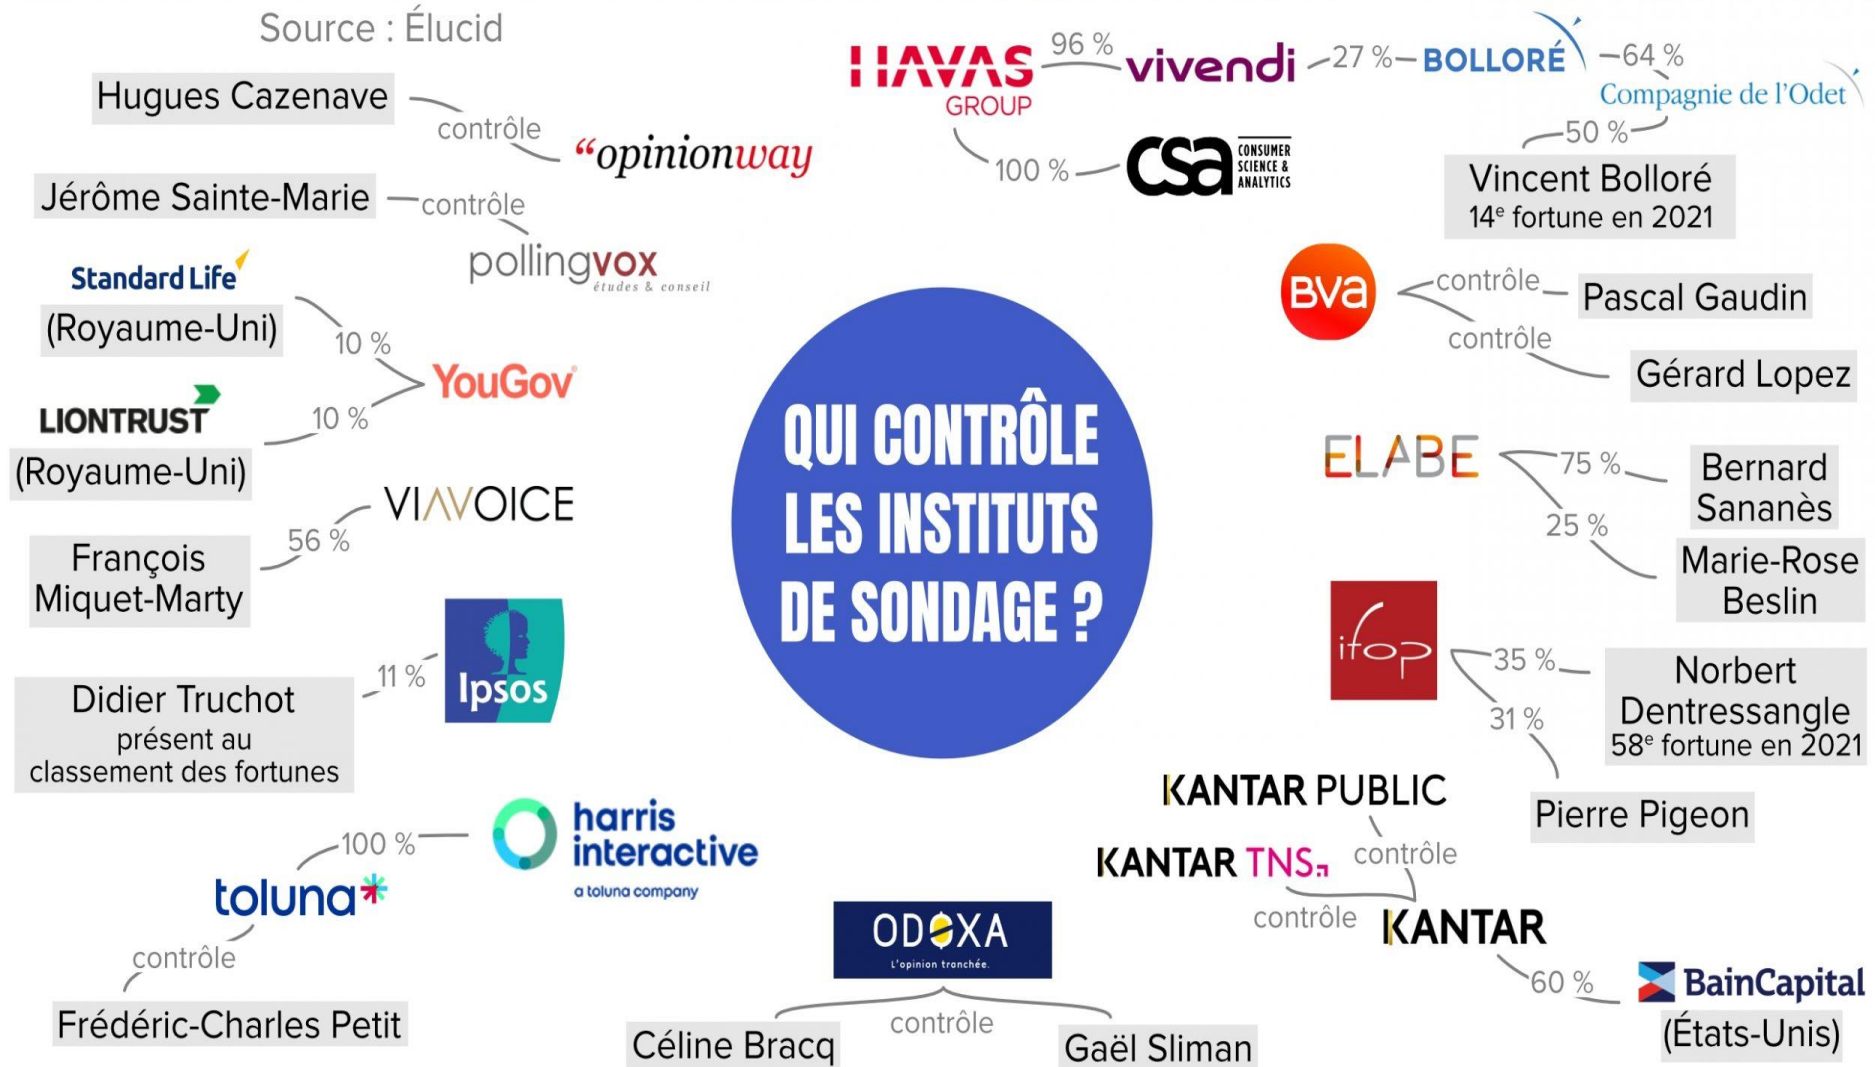 Source : Élucid
Hugues Cazenave
contrôle
“opinionway
Jérôme Sainte-Marie
contrôle
pollingvox
études & conseil
Standard Life
(Royaume-Uni)
10 %
YouGov
LIONTRUST
10 %
(Royaume-Uni)
VIAVOICE
56 %
François
Miquet-Marty
Ipsos
11 %
Didier Truchot
présent au
classement des fortunes
harris
interactive
a toluna company
100 %
toluna*
contrôle
Frédéric-Charles Petit
QUI CONTRÔLE
LES INSTITUTS
DE SONDAGE ?
HAVAS
GROUP
96 %
vivendi
27 %
BOLLORÉ
64 %
Compagnie de l'Odet
50 %
Vincent Bolloré
14e fortune en 2021
100 %
CSA
CONSUMER
SCIENCE &
ANALYTICS
BVA
contrôle
Pascal Gaudin
contrôle
Gérard Lopez
ELABE
75 %
Bernard
Sananès
25 %
Marie-Rose
Beslin
ifop
35 %
Norbert
Dentressangle
58e fortune en 2021
31 %
Pierre Pigeon
KANTAR PUBLIC
contrôle
KANTAR TNS
contrôle
KANTAR
60 %
BainCapital
(États-Unis)
ODOXA
L'opinion tranchée.
contrôle
Céline Bracq
Gaël Sliman